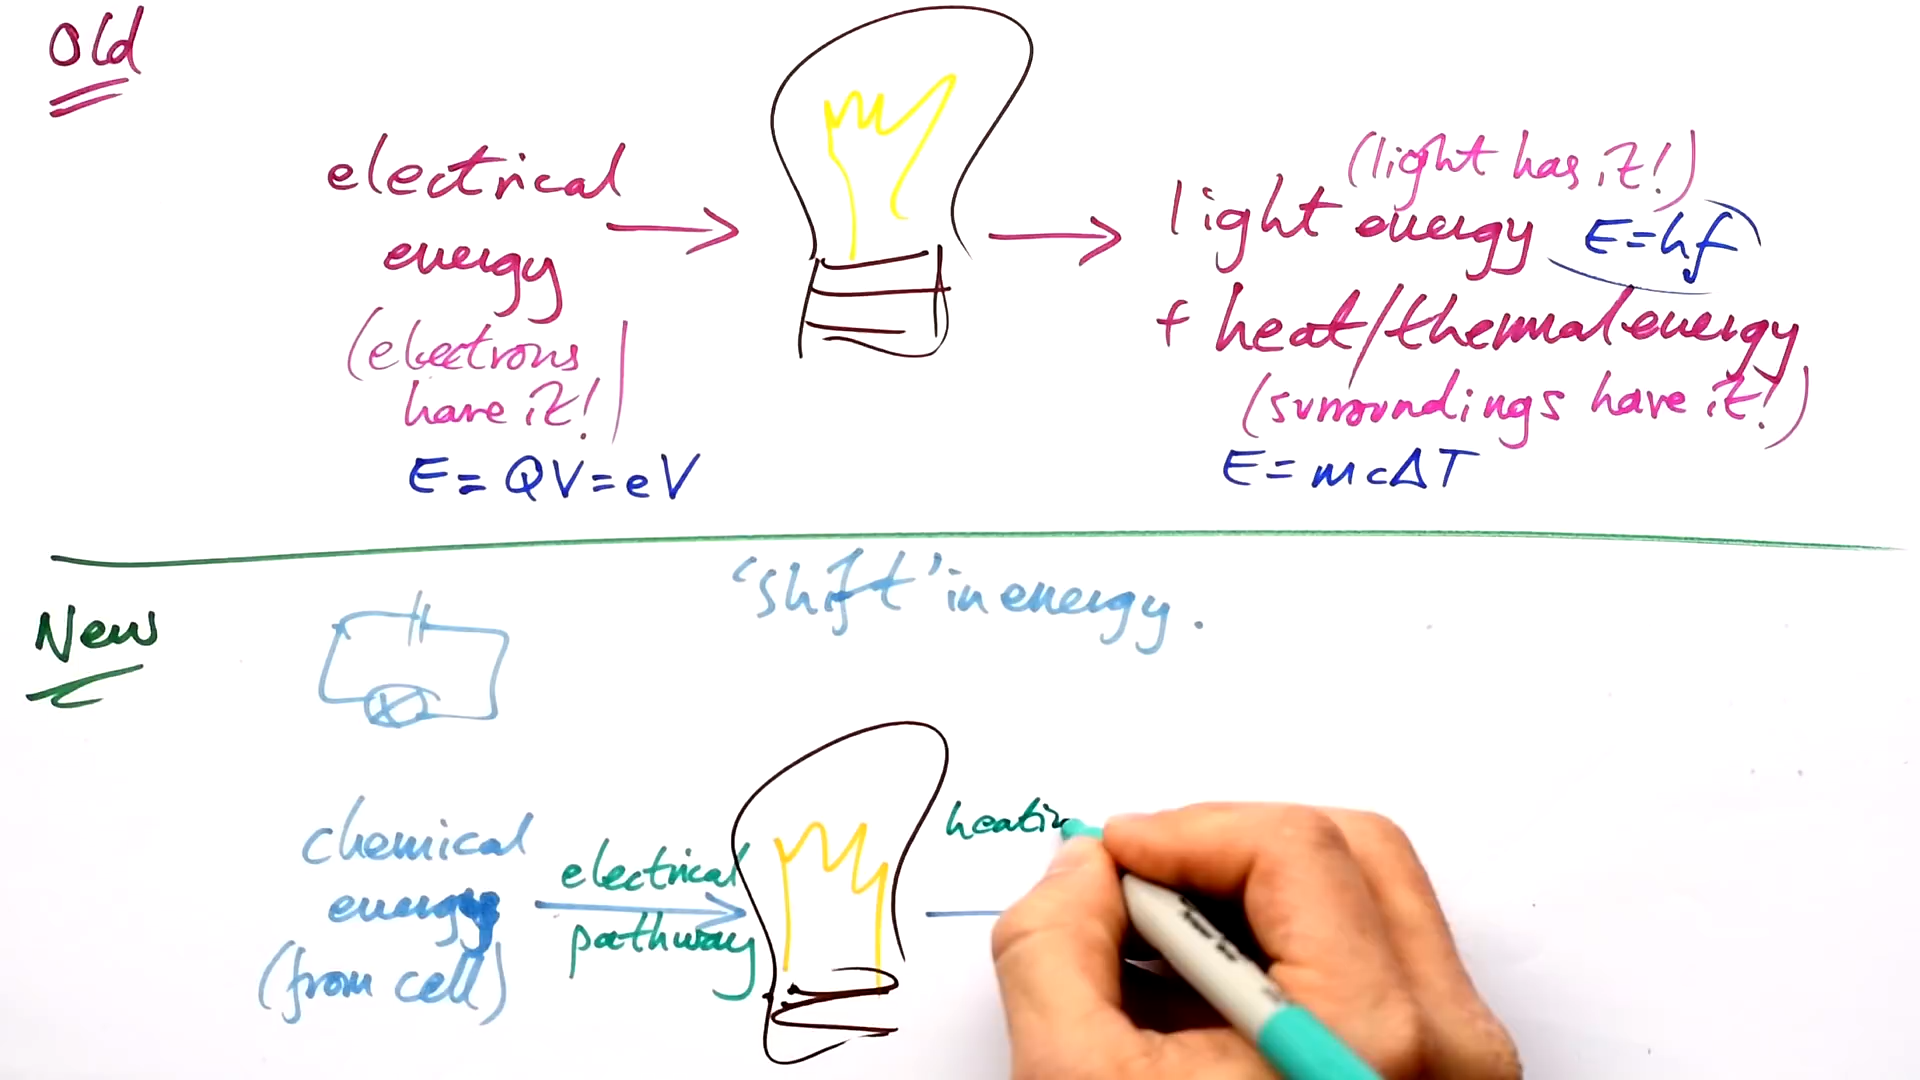 Old
electrical
energy
(electrons
have it!)
E = QV = eV
(light has it!)
light energy E=hf
+ heat/thermal energy
(surroundings have it!)
E = mcΔT
'shift' in energy.
New
chemical
energy
(from cell)
electrical
pathway
heatin